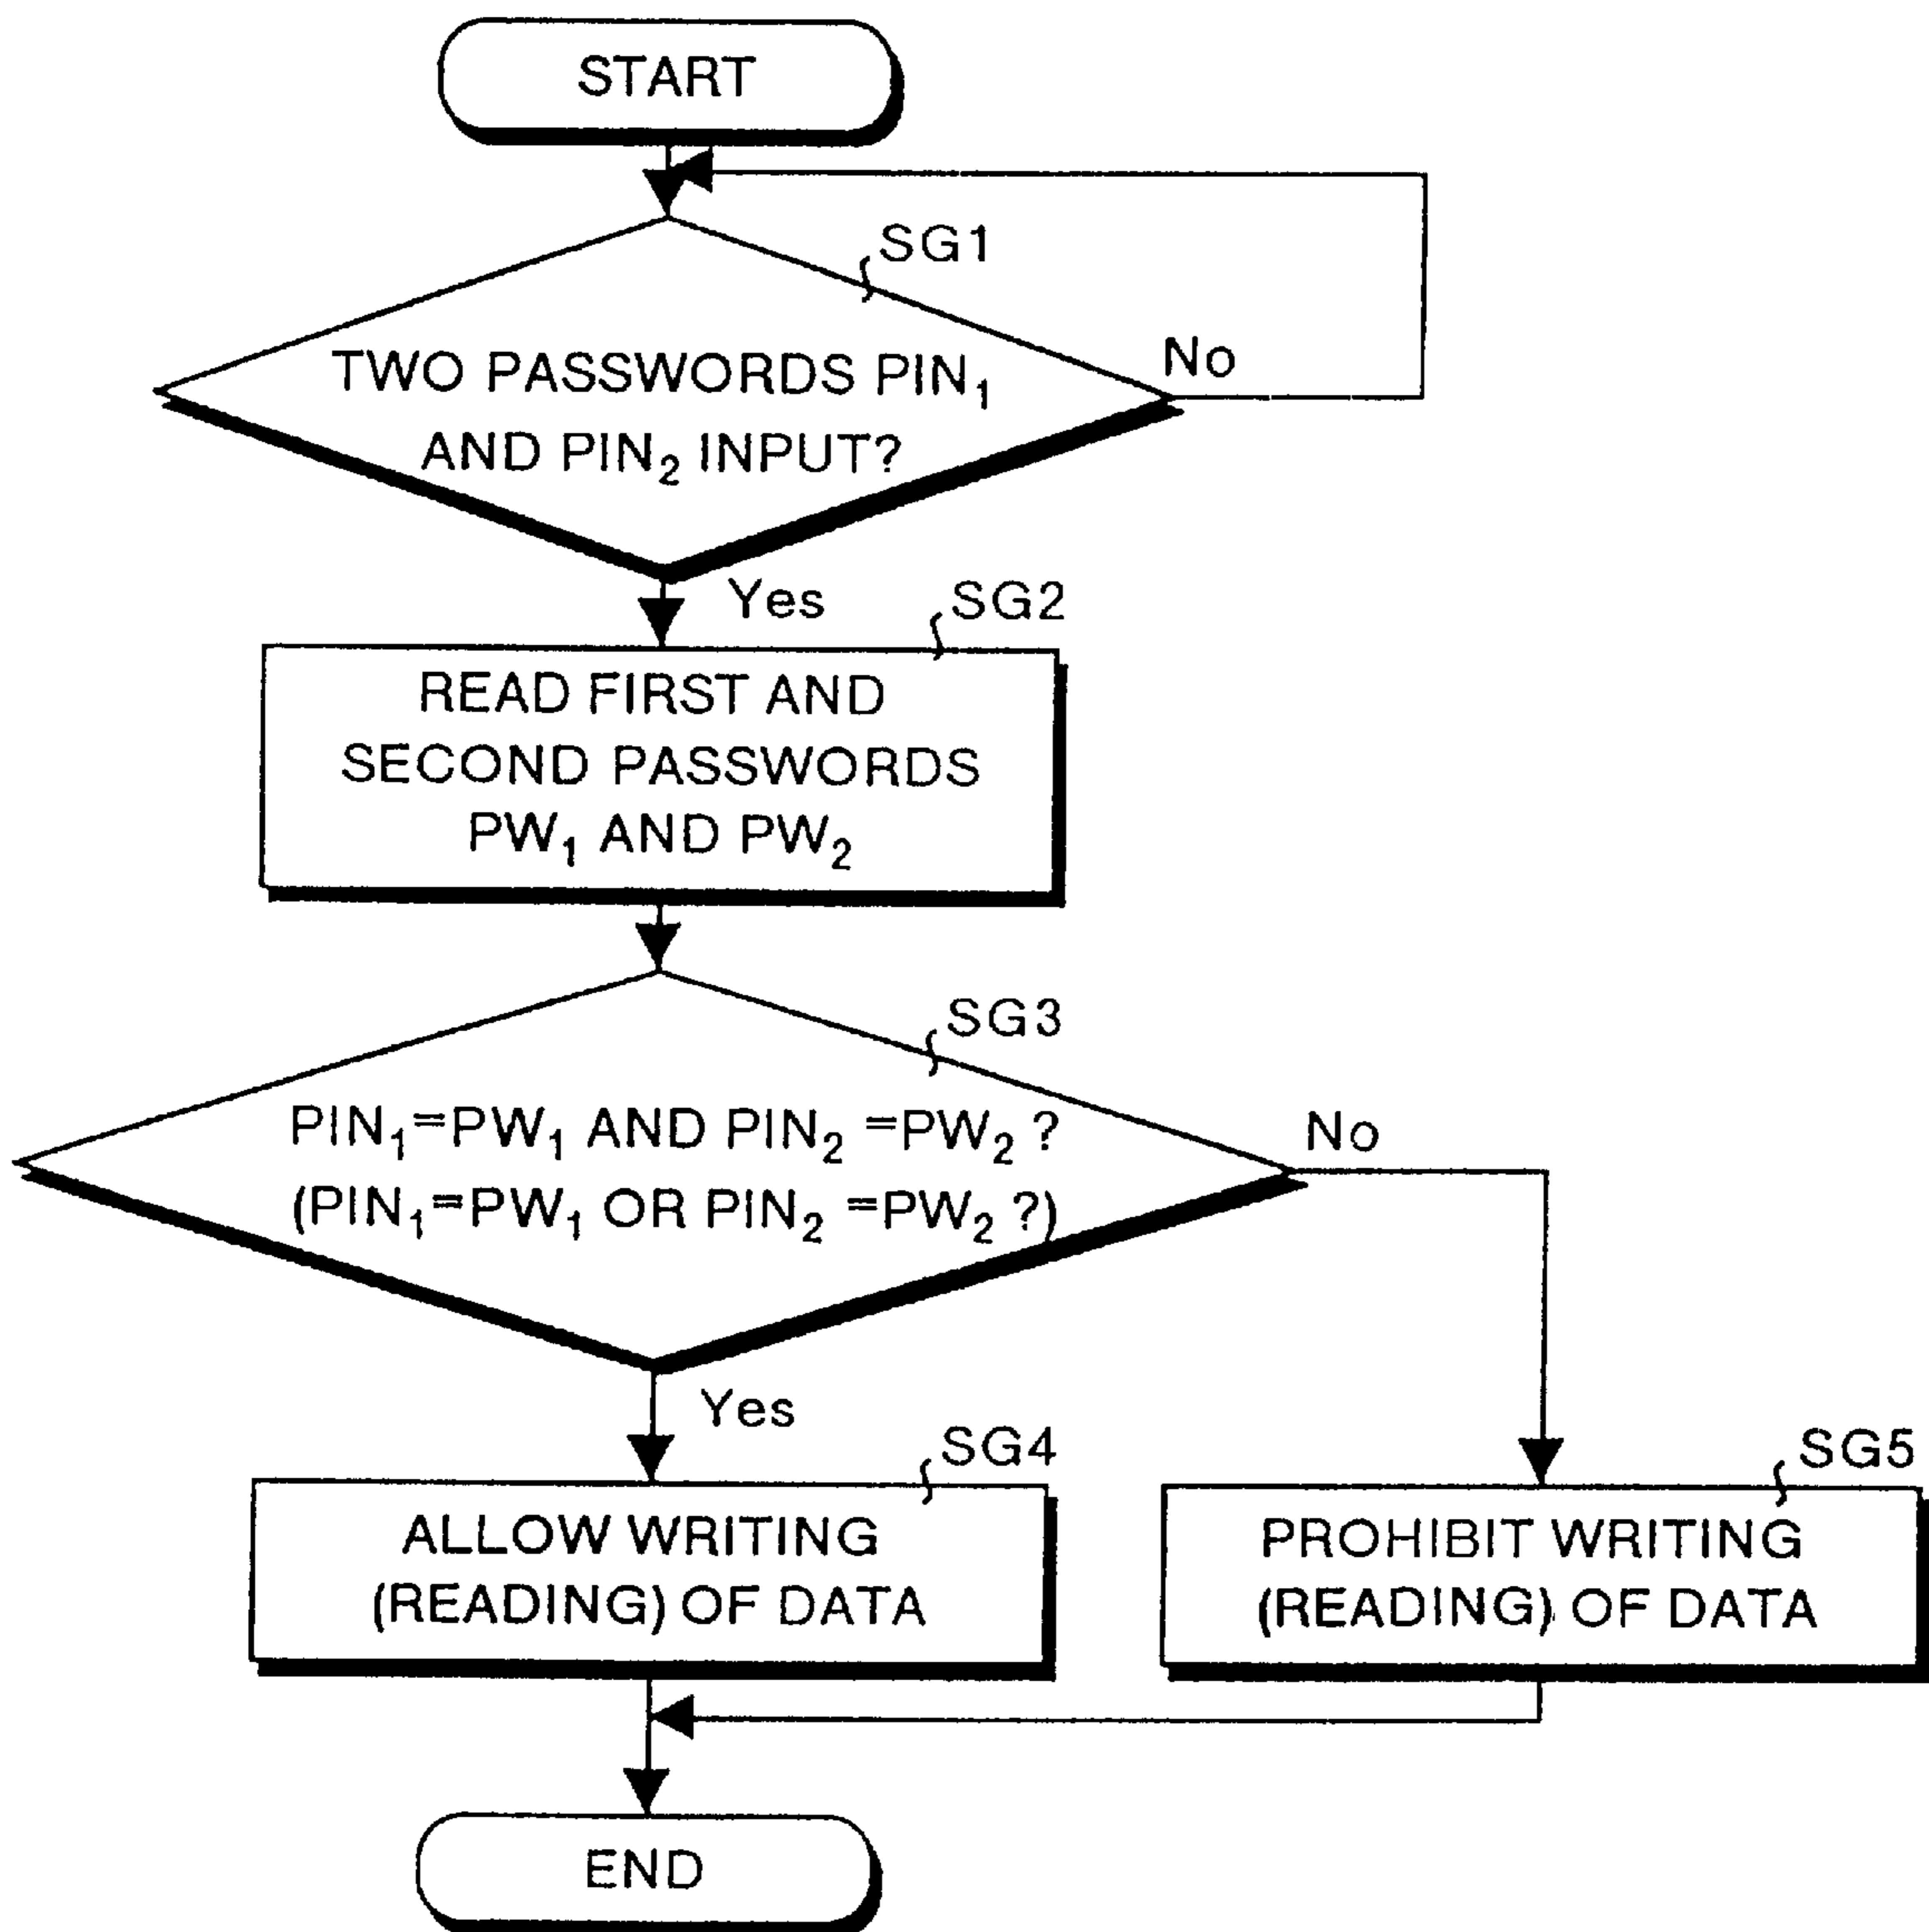 START
SG1
TWO PASSWORDS PIN₁
AND PIN₂ INPUT?
No
Yes
SG2
READ FIRST AND
SECOND PASSWORDS
PW₁ AND PW₂
SG3
PIN₁=PW₁ AND PIN₂ =PW₂ ?
(PIN₁=PW₁ OR PIN₂ =PW₂ ?)
No
Yes
SG4
ALLOW WRITING
(READING) OF DATA
SG5
PROHIBIT WRITING
(READING) OF DATA
END